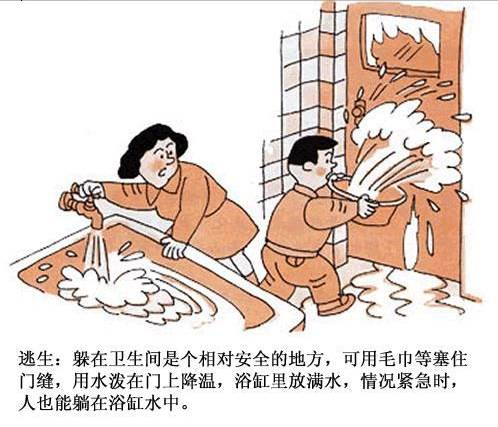 逃生：躲在卫生间是个相对安全的地方，可用毛巾等塞住
门缝，用水泼在门上降温，浴缸里放满水，情况紧急时，
人也能躺在浴缸水中。